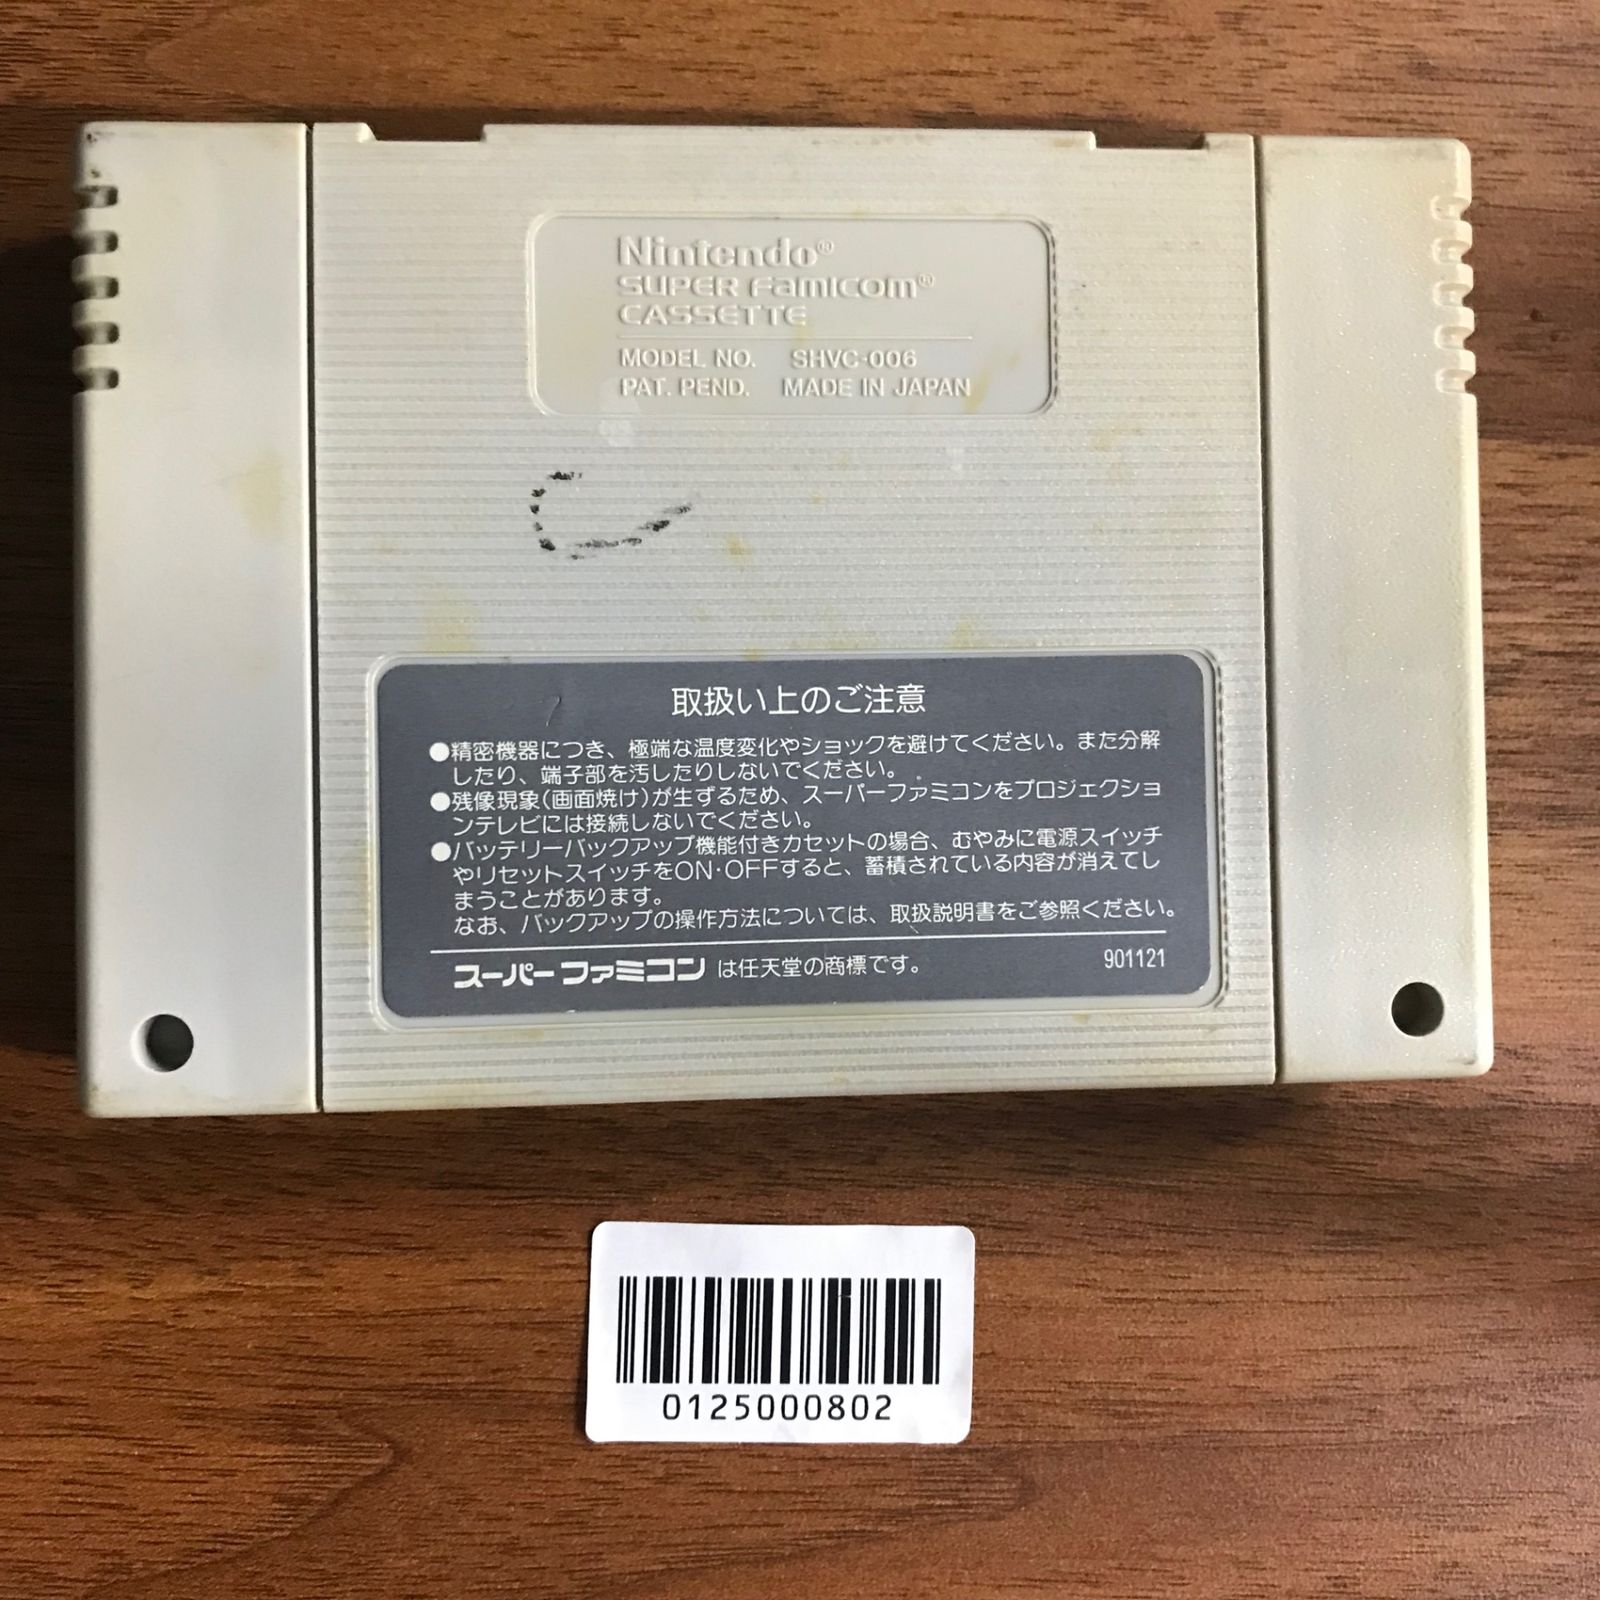 Nintendo®
SUPER FAMICOM®
CASSETTE
MODEL NO. SHVC-006
PAT. PEND. MADE IN JAPAN
取扱い上のご注意
●精密機器につき、極端な温度変化やショックを避けてください。また分解
したり、端子部を汚したりしないでください。
●残像現象(画面焼け)が生ずるため、スーパーファミコンをプロジェクショ
ンテレビには接続しないでください。
●バッテリーバックアップ機能付きカセットの場合、むやみに電源スイッチ
やリセットスイッチをON·OFFすると、蓄積されている内容が消えてし
まうことがあります。
なお、バックアップの操作方法については、取扱説明書をご参照ください。
スーパーファミコン は任天堂の商標です。 901121
0125000802